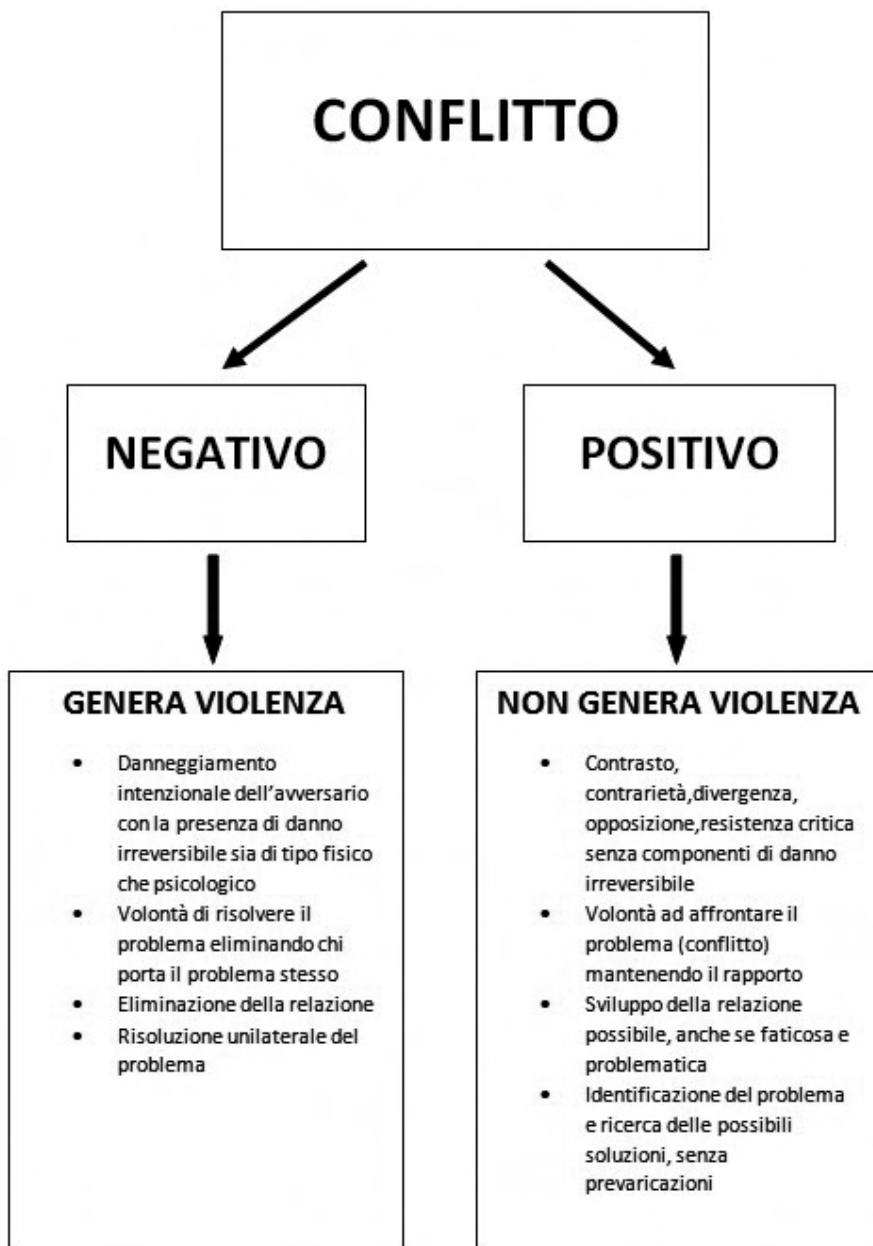 CONFLITTO
NEGATIVO
POSITIVO
GENERA VIOLENZA
• Danneggiamento
intenzionale dell'avversario
con la presenza di danno
irreversibile sia di tipo fisico
che psicologico
• Volontà di risolvere il
problema eliminando chi
porta il problema stesso
• Eliminazione della relazione
• Risoluzione unilaterale del
problema
NON GENERA VIOLENZA
• Contrasto,
contrarietà,divergenza,
opposizione,resistenza critica
senza componenti di danno
irreversibile
• Volontà ad affrontare il
problema (conflitto)
mantenendo il rapporto
• Sviluppo della relazione
possibile, anche se faticosa e
problematica
• Identificazione del problema
e ricerca delle possibili
soluzioni, senza
prevaricazioni